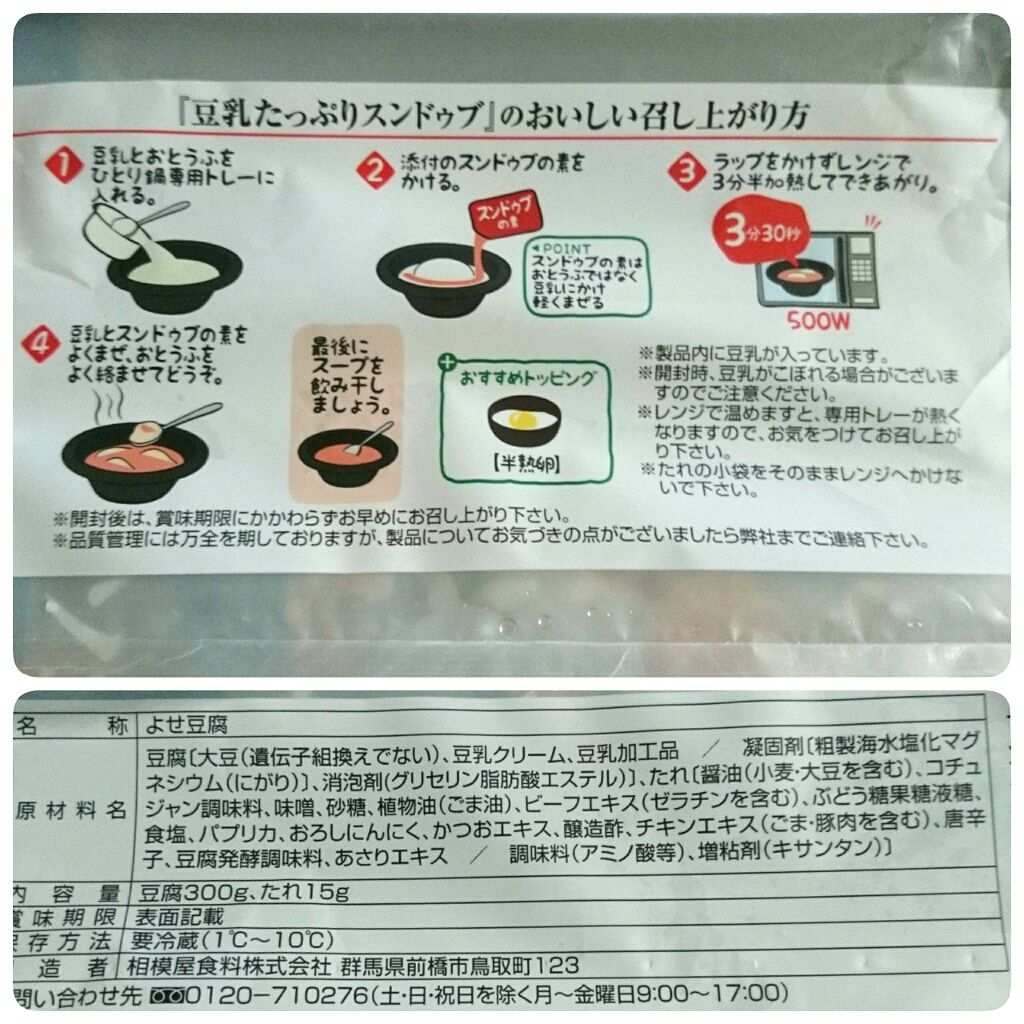 『豆乳たっぷりスンドゥブ』のおいしい召し上がり方
1
豆乳とおとうふを
ひとり鍋専用トレーに
入れる。
2
添付のスンドゥブの素を
かける。
スンドゥブ
の素
POINT
スンドゥブの素は
おとうふではなく
豆乳にかけ
軽くまぜる
3
ラップをかけずレンジで
3分半加熱してできあがり。
3分30秒
500W
4
豆乳とスンドゥブの素を
よくまぜ、おとうふを
よく絡ませてどうぞ。
最後に
スープを
飲み干し
ましょう。
+
おすすめトッピング
【半熟卵】
※製品内に豆乳が入っています。
※開封時、豆乳がこぼれる場合がございま
すのでご注意ください。
※レンジで温めますと、専用トレーが熱く
なりますので、お気をつけてお召し上が
り下さい。
※たれの小袋をそのままレンジへかけな
いで下さい。
※開封後は、賞味期限にかかわらずお早めにお召し上がり下さい。
※品質管理には万全を期しておりますが、製品についてお気づきの点がございましたら弊社までご連絡下さい。
名称 よせ豆腐
原材料名
豆腐〔大豆(遺伝子組換えでない)、豆乳クリーム、豆乳加工品 / 凝固剤〔粗製海水塩化マグ
ネシウム(にがり)〕、消泡剤(グリセリン脂肪酸エステル)〕、たれ〔醤油(小麦・大豆を含む)、コチュ
ジャン調味料、味噌、砂糖、植物油(ごま油)、ビーフエキス(ゼラチンを含む)、ぶどう糖果糖液糖、
食塩、パプリカ、おろしにんにく、かつおエキス、醸造酢、チキンエキス(ごま・豚肉を含む)、唐辛
子、豆腐発酵調味料、あさりエキス / 調味料(アミノ酸等)、増粘剤(キサンタン)〕
内容量 豆腐300g、たれ15g
賞味期限 表面記載
保存方法 要冷蔵(1℃〜10℃)
造者 相模屋食料株式会社 群馬県前橋市鳥取町123
問い合わせ先 0120-710276(土・日・祝日を除く月〜金曜日9:00〜17:00)